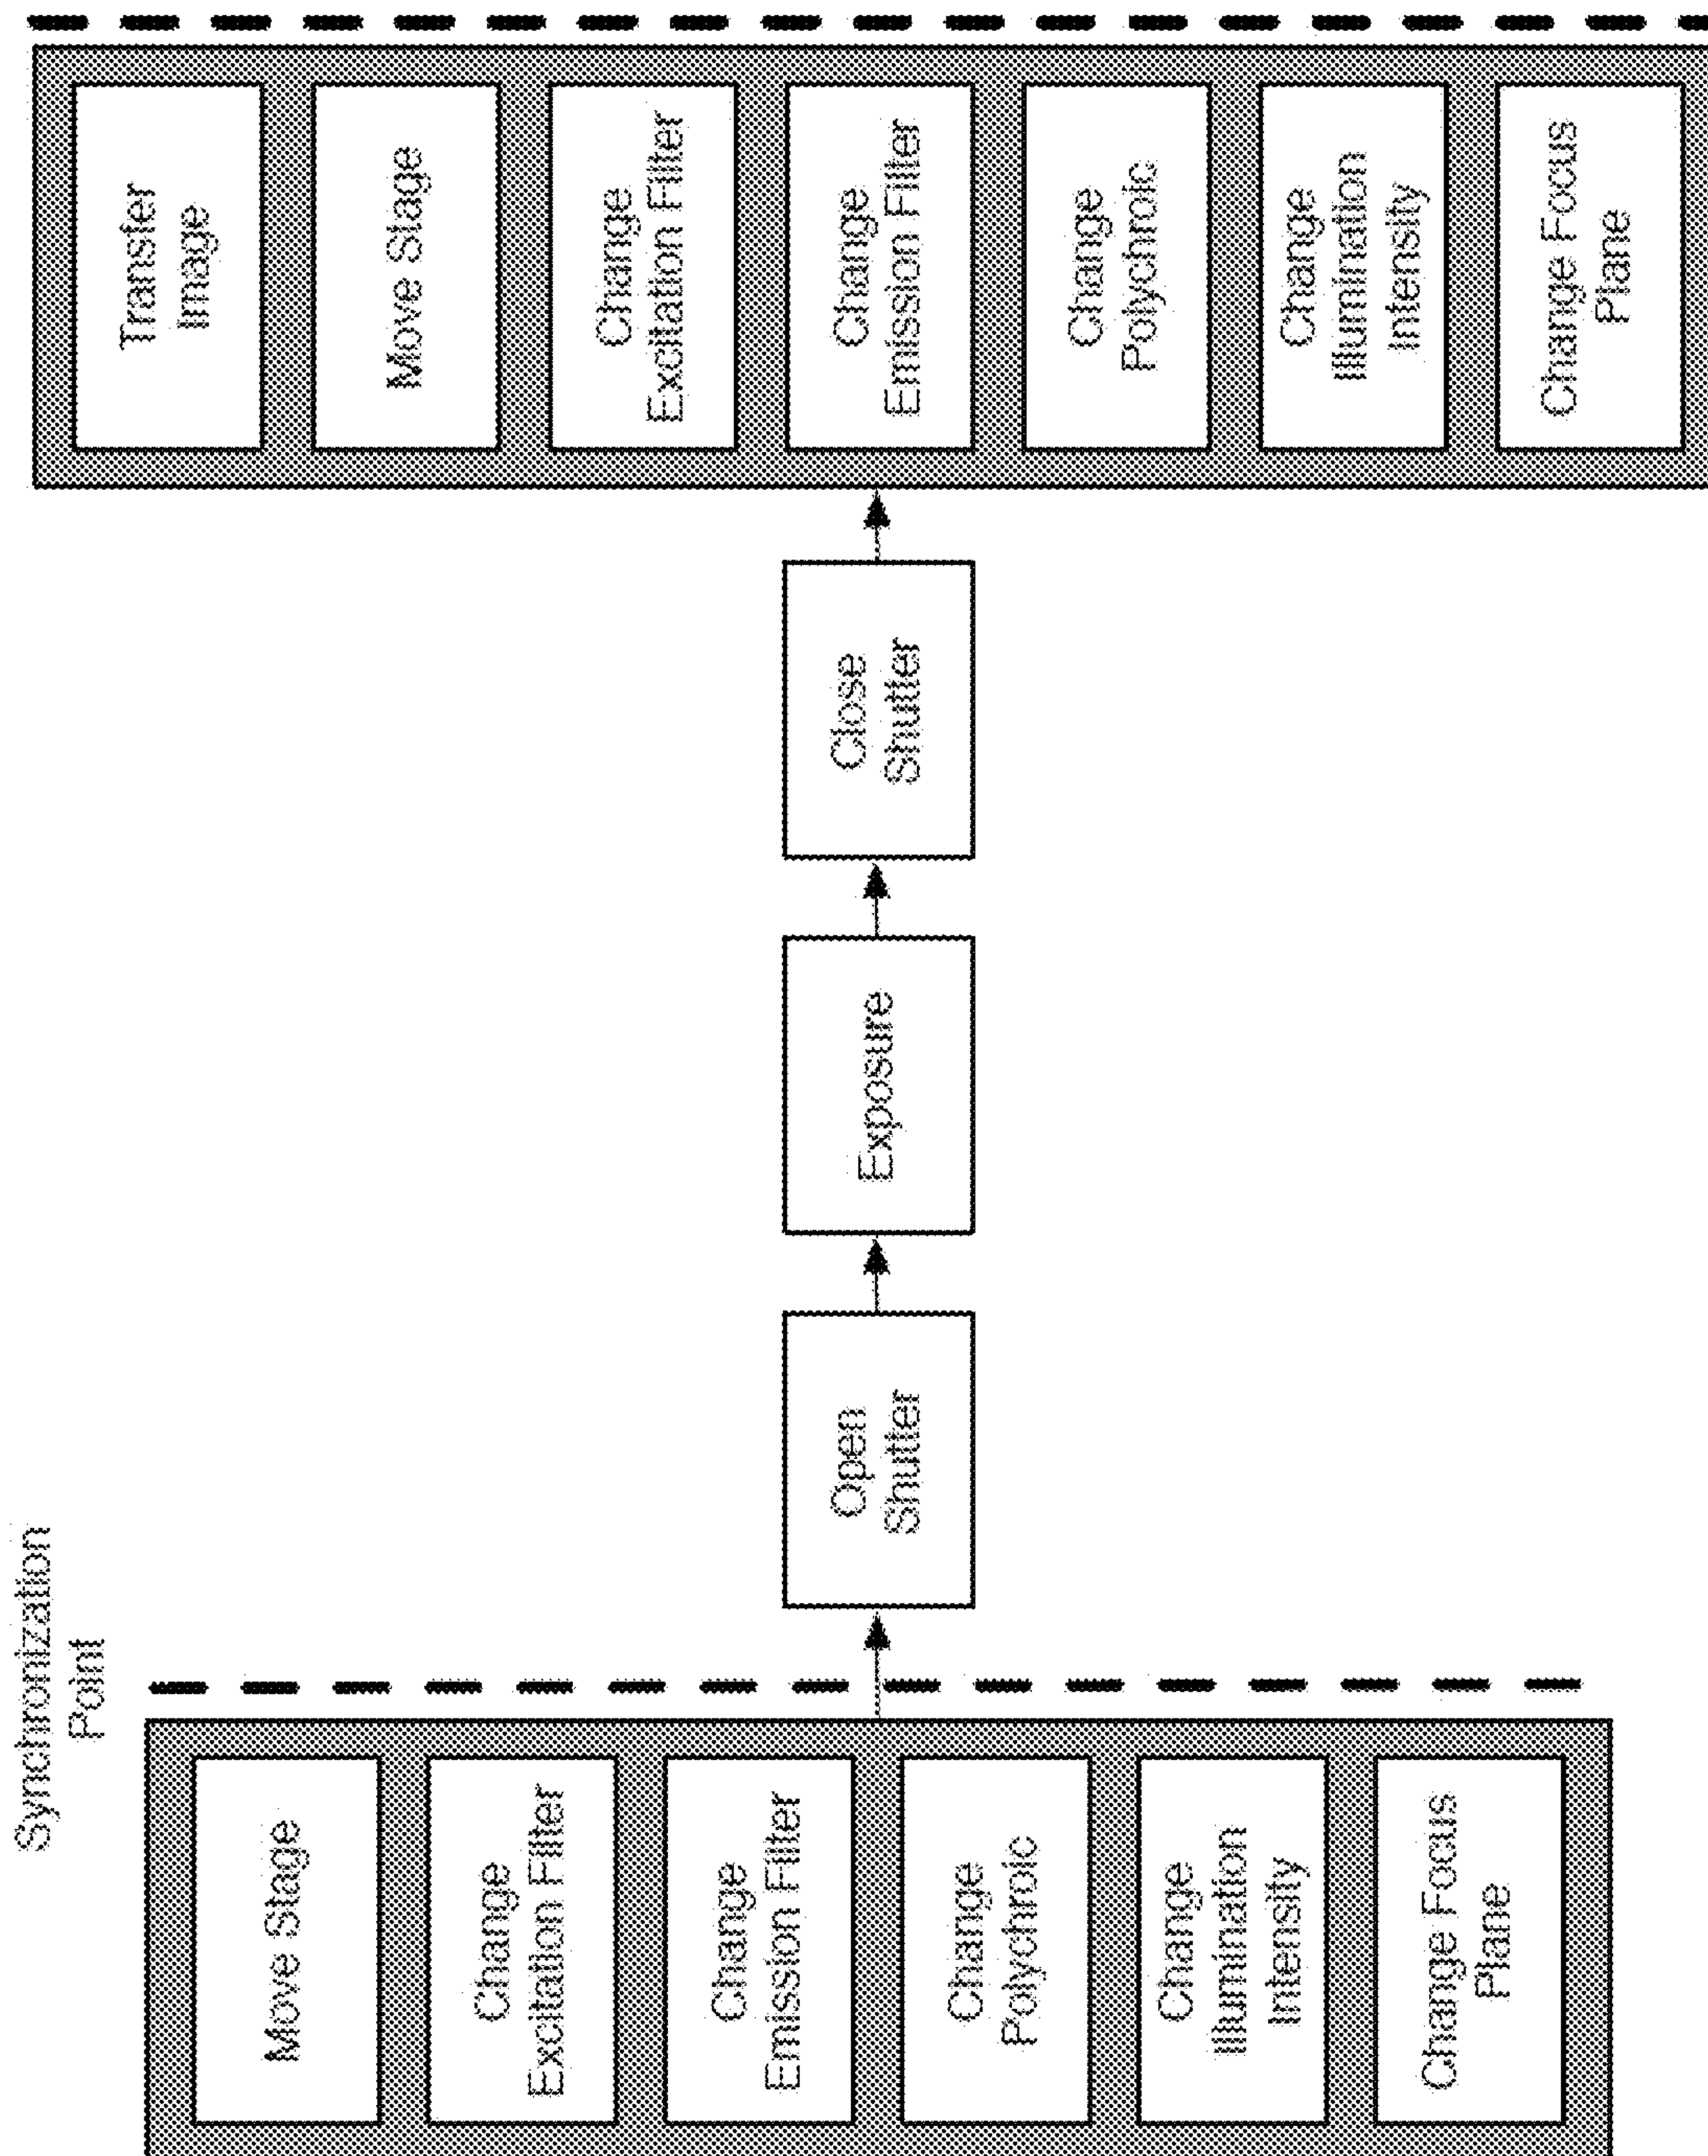 Synchronization
Point
Move Stage
Change
Excitation Filter
Change
Emission Filter
Change
Polychroic
Change
Illumination
Intensity
Change Focus
Plane
Open
Shutter
Exposure
Close
Shutter
Transfer
Image
Move Stage
Change
Excitation Filter
Change
Emission Filter
Change
Polychroic
Change
Illumination
Intensity
Change Focus
Plane